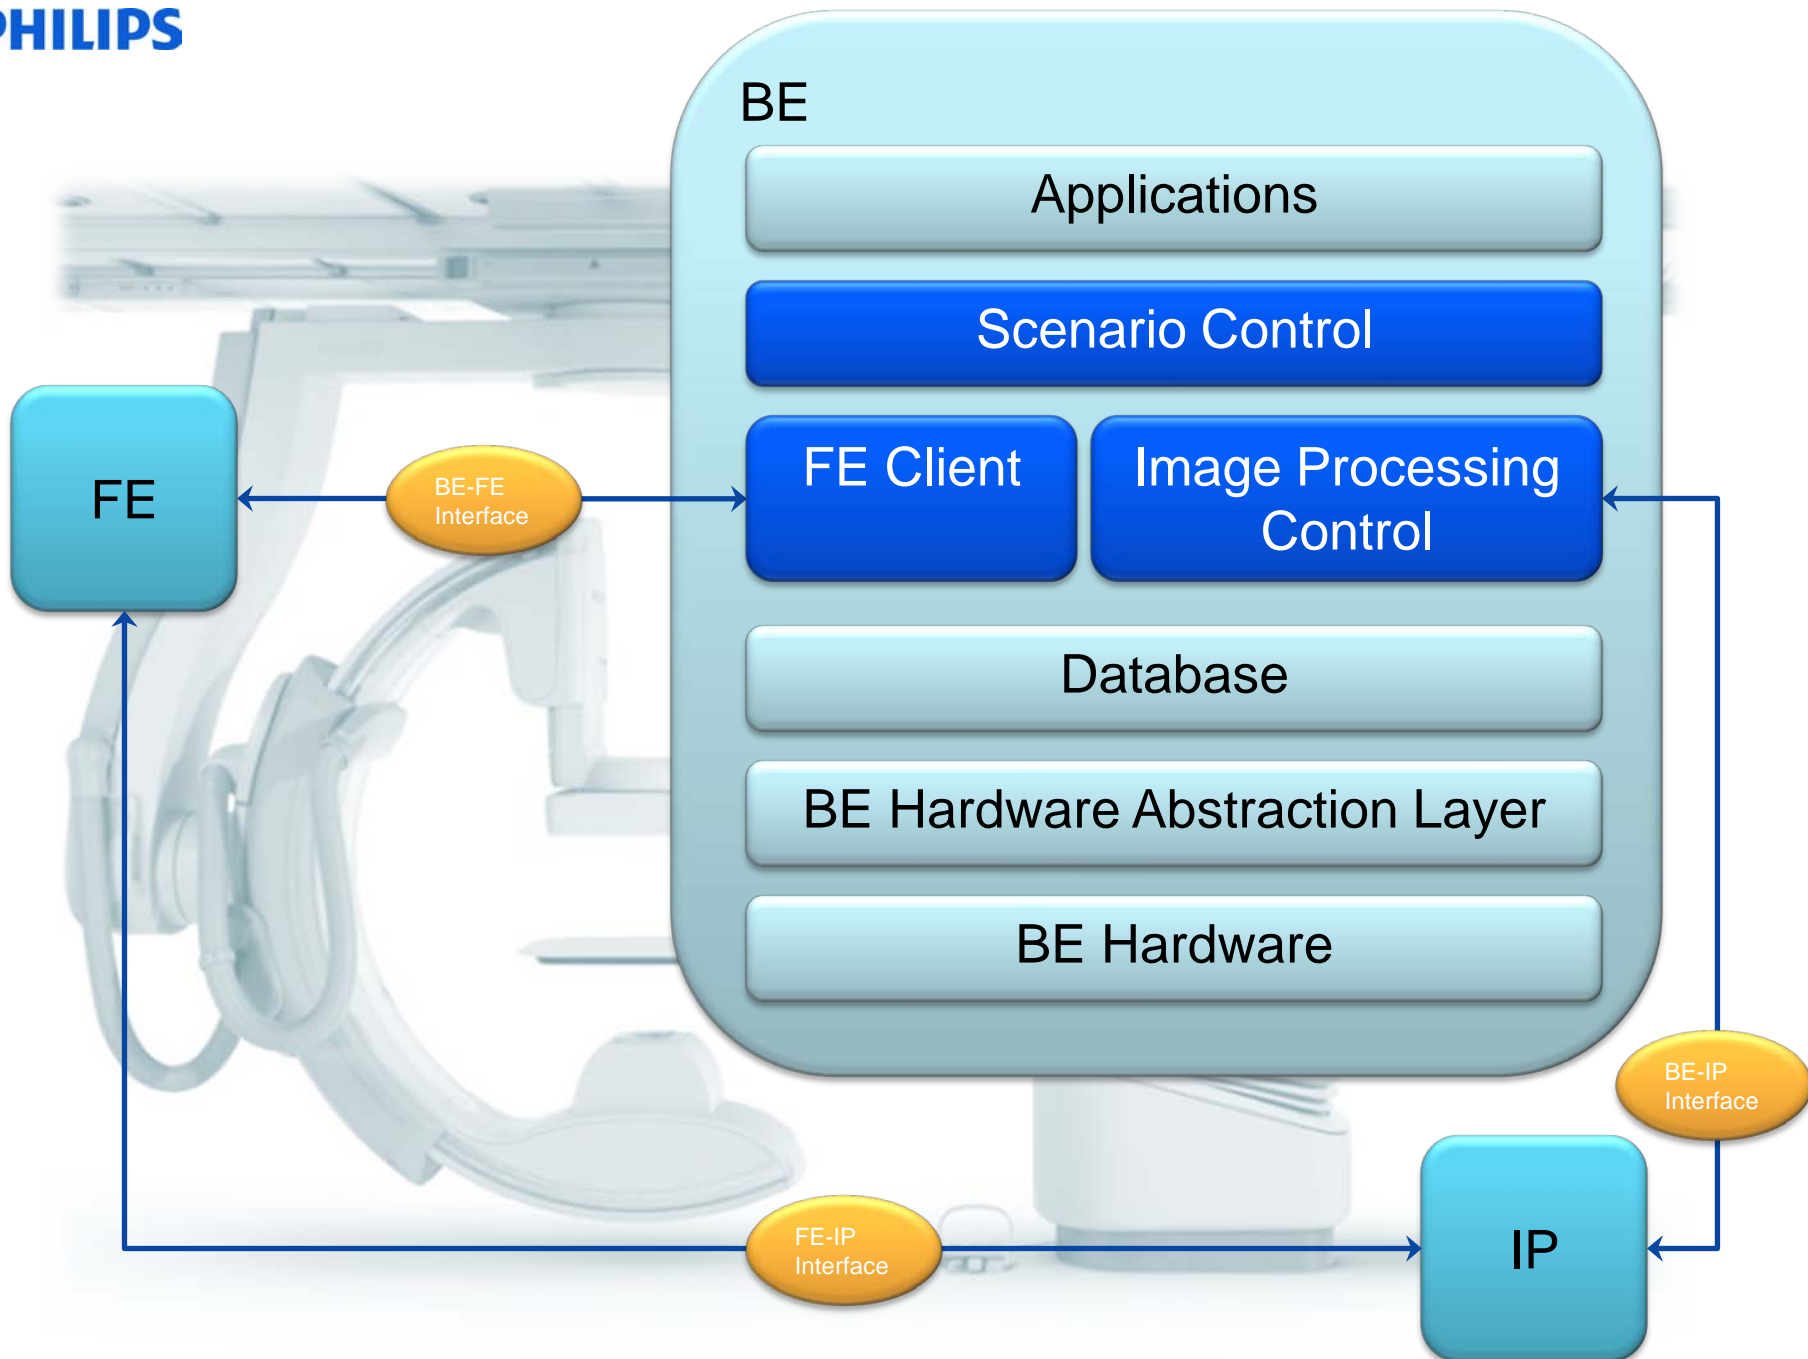 PHILIPS
BE
Applications
Scenario Control
FE Client
Image Processing
Control
FE
BE-FE
Interface
Database
BE Hardware Abstraction Layer
BE Hardware
BE-IP
Interface
FE-IP
Interface
IP